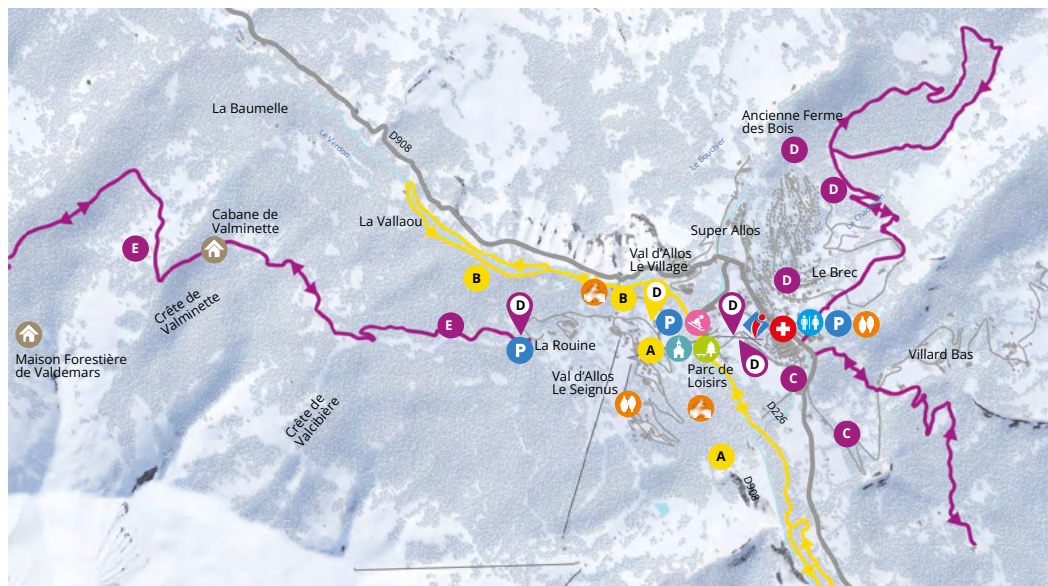 La Baumelle
D908
Le Verdon
Ancienne Ferme
des Bois
D
Le Bouchier
D
Le Chadoulin
Cabane de
Valminette
La Vallaou
Super Allos
E
Val d'Allos
Le Village
B
B
D
D
Le Brec
Crête de
Valminette
D
D
E
P
P
Maison Forestière
de Valdemars
P
La Rouine
A
D
Villard Bas
Val d'Allos
Le Seignus
Parc de
Loisirs
C
Crête de
Valcibière
D226
C
A
D908